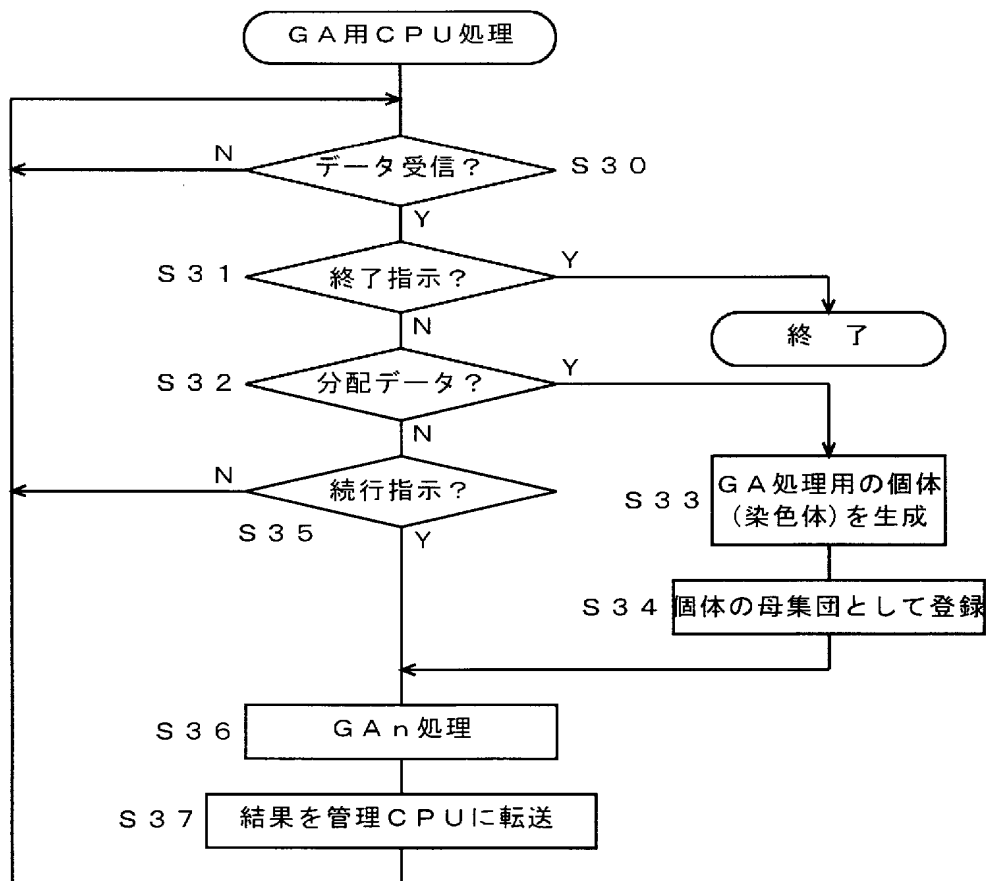 GA用CPU処理
N
データ受信?
S30
Y
S31
終了指示?
Y
N
終 了
S32
分配データ?
Y
N
N
続行指示?
S35
Y
S33
GA処理用の個体
(染色体)を生成
S34
個体の母集団として登録
S36
GAn処理
S37
結果を管理CPUに転送